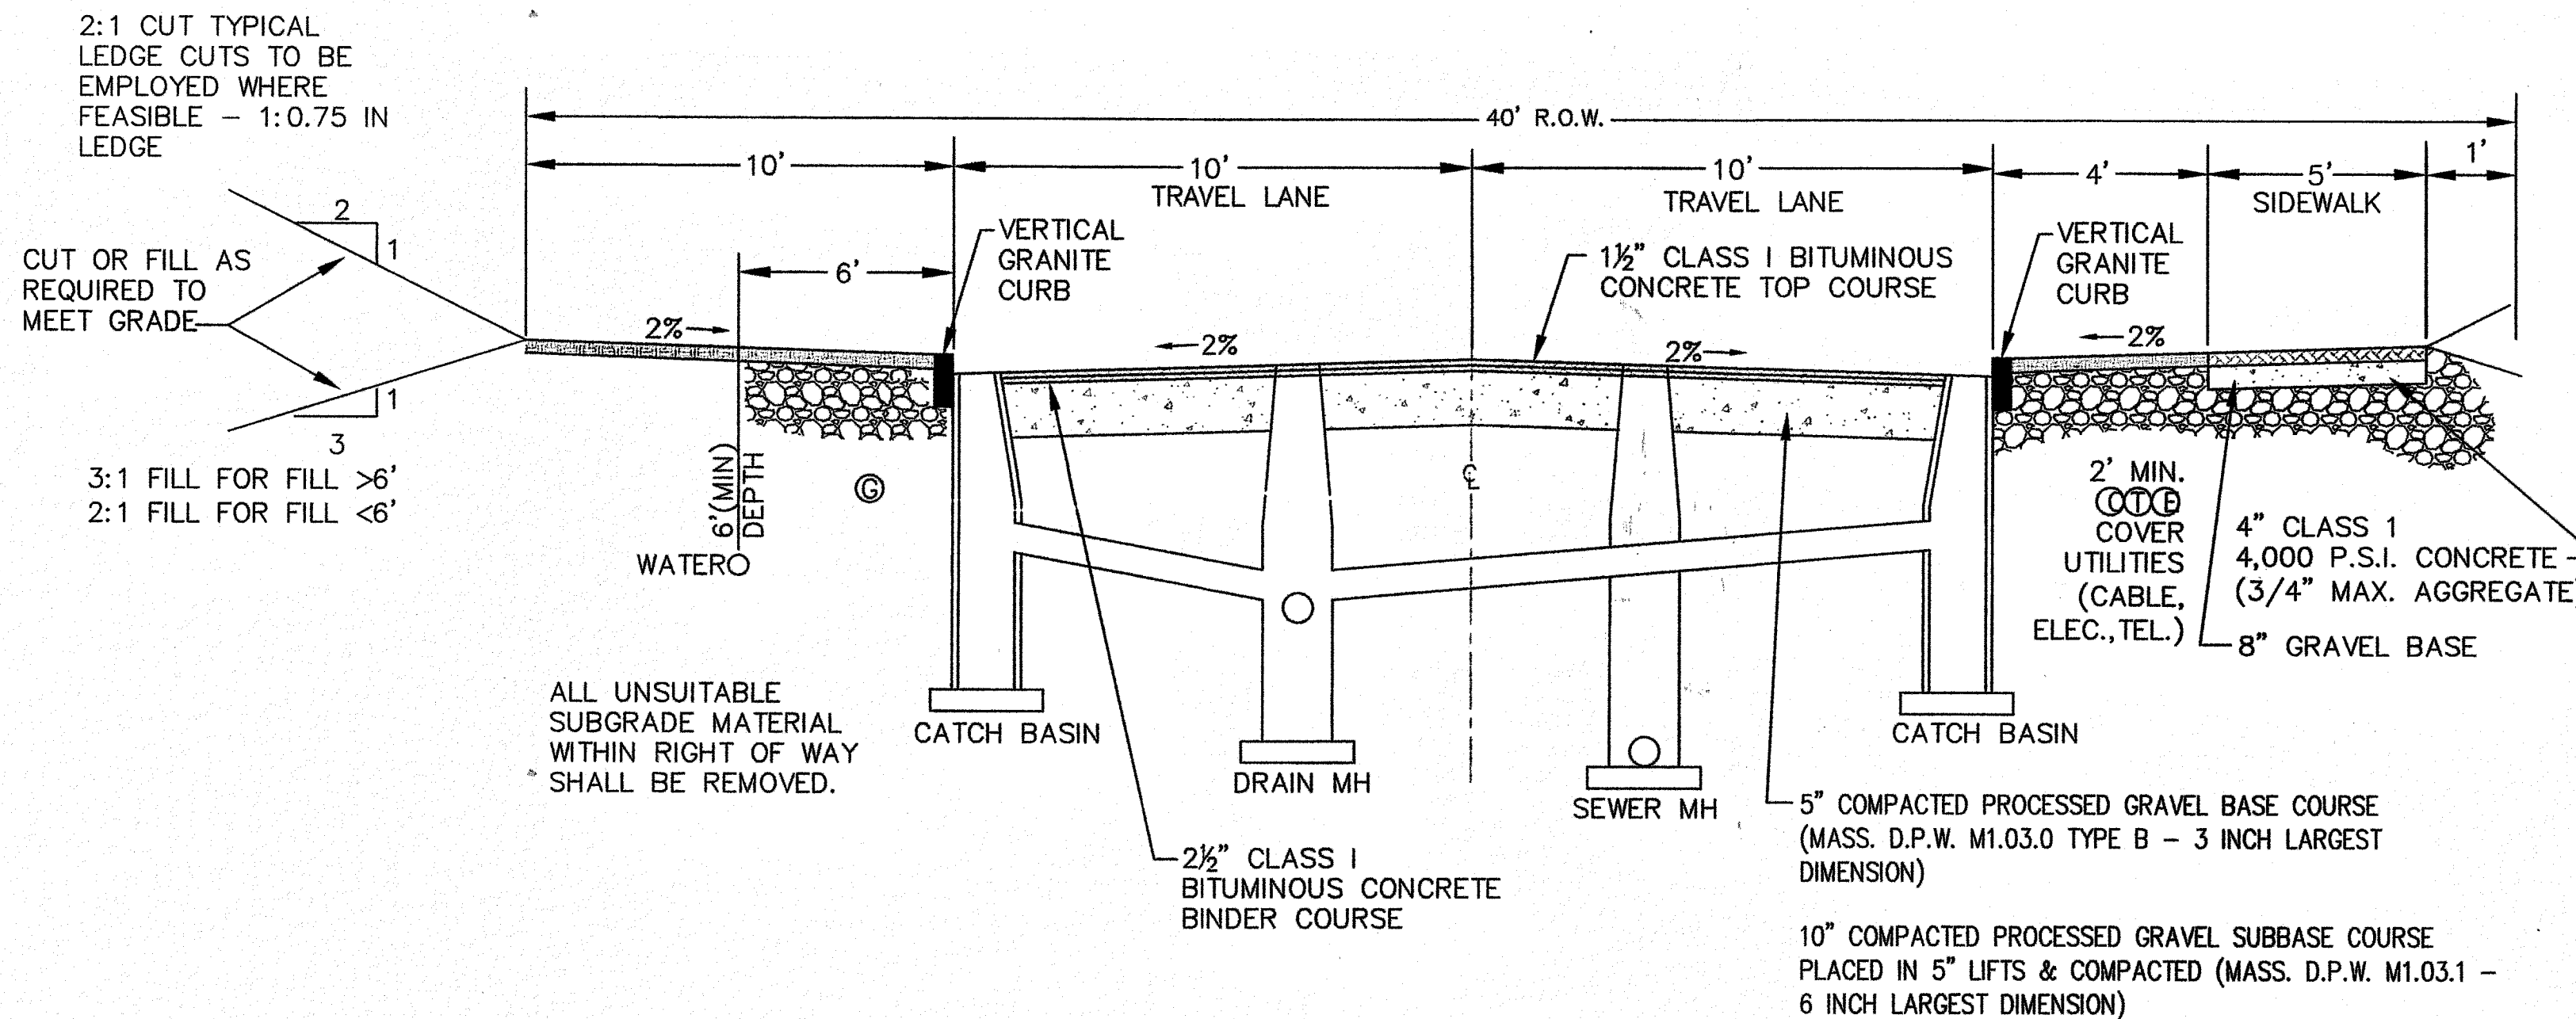 2:1 CUT TYPICAL
LEDGE CUTS TO BE
EMPLOYED WHERE
FEASIBLE – 1:0.75 IN
LEDGE
40' R.O.W.
10'
10'
TRAVEL LANE
10'
TRAVEL LANE
4'
5'
SIDEWALK
1'
2
1
CUT OR FILL AS
REQUIRED TO
MEET GRADE
1
3
3:1 FILL FOR FILL >6'
2:1 FILL FOR FILL <6'
6'
VERTICAL
GRANITE
CURB
1½" CLASS I BITUMINOUS
CONCRETE TOP COURSE
VERTICAL
GRANITE
CURB
2%
2%
2%
2%
6'(MIN)
DEPTH
G
WATER
℄
2' MIN.
C T E
COVER
UTILITIES
(CABLE,
ELEC.,TEL.)
4" CLASS 1
4,000 P.S.I. CONCRETE
(3/4" MAX. AGGREGATE)
8" GRAVEL BASE
ALL UNSUITABLE
SUBGRADE MATERIAL
WITHIN RIGHT OF WAY
SHALL BE REMOVED.
CATCH BASIN
DRAIN MH
SEWER MH
CATCH BASIN
2½" CLASS I
BITUMINOUS CONCRETE
BINDER COURSE
5" COMPACTED PROCESSED GRAVEL BASE COURSE
(MASS. D.P.W. M1.03.0 TYPE B – 3 INCH LARGEST
DIMENSION)
10" COMPACTED PROCESSED GRAVEL SUBBASE COURSE
PLACED IN 5" LIFTS & COMPACTED (MASS. D.P.W. M1.03.1 –
6 INCH LARGEST DIMENSION)